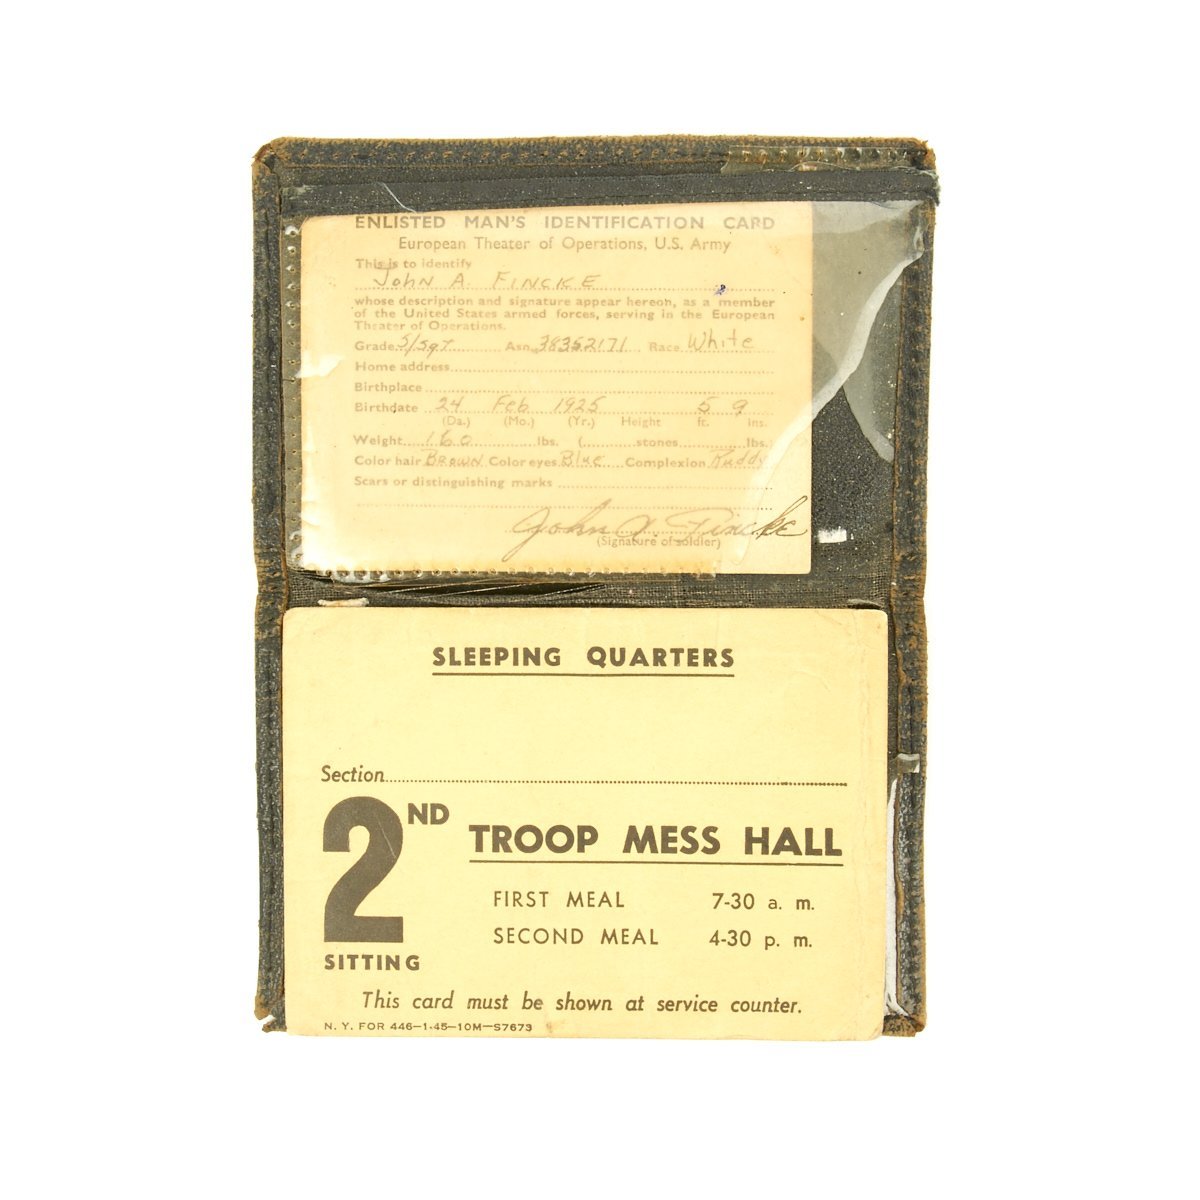 ENLISTED MAN'S IDENTIFICATION CARD
European Theater of Operations, U.S. Army
This is to identify
John A. FINCKE
whose description and signature appear hereon, as a member
of the United States armed forces, serving in the European
Theater of Operations.
Grade S/Sgt Asn. 38352171 Race White
Home address
Birthplace
Birthdate 24 Feb 1925 5 9
(Da.) (Mo.) (Yr.) Height ft. ins.
Weight 160 lbs. ( stones lbs.)
Color hair BROWN Color eyes Blue Complexion Ruddy
Scars or distinguishing marks
John A. Fincke
(Signature of soldier)
SLEEPING QUARTERS
Section
2ND TROOP MESS HALL
FIRST MEAL 7-30 a. m.
SECOND MEAL 4-30 p. m.
SITTING
This card must be shown at service counter.
N. Y. FOR 446—1-45—10M—S7673